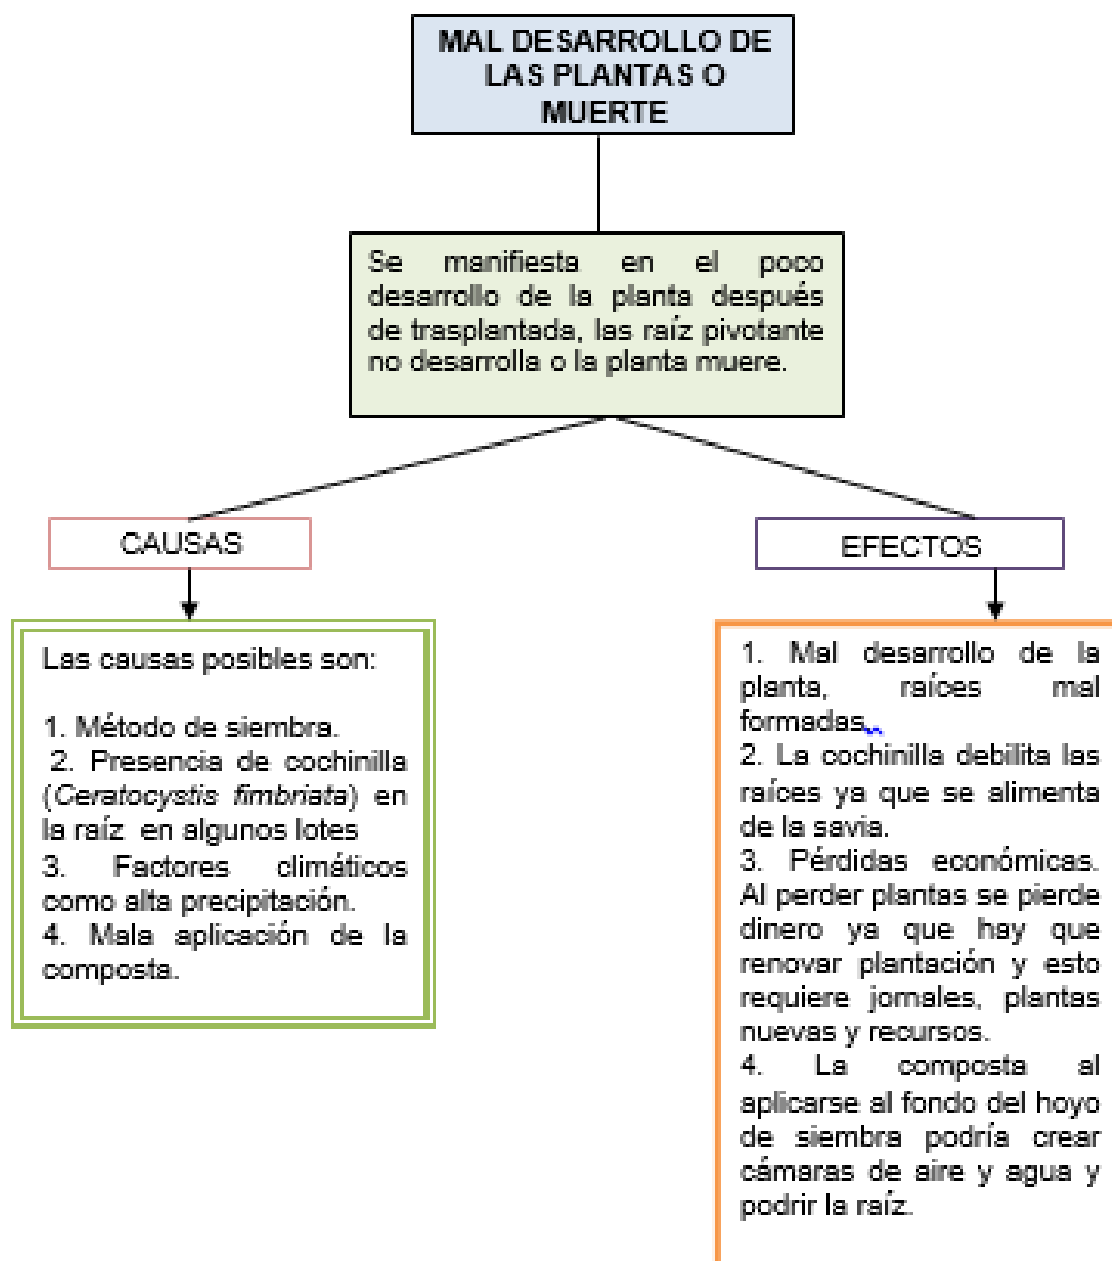 MAL DESARROLLO DE
LAS PLANTAS O
MUERTE
Se manifiesta en el poco
desarrollo de la planta después
de trasplantada, las raíz pivotante
no desarrolla o la planta muere.
CAUSAS
Las causas posibles son:
1. Método de siembra.
2. Presencia de cochinilla
(Ceratocystis fimbriata) en
la raíz en algunos lotes
3. Factores climáticos
como alta precipitación.
4. Mala aplicación de la
composta.
EFECTOS
1. Mal desarrollo de la
planta, raíces mal
formadas.
2. La cochinilla debilita las
raíces ya que se alimenta
de la savia.
3. Pérdidas económicas.
Al perder plantas se pierde
dinero ya que hay que
renovar plantación y esto
requiere jornales, plantas
nuevas y recursos.
4. La composta al
aplicarse al fondo del hoyo
de siembra podría crear
cámaras de aire y agua y
podrir la raíz.